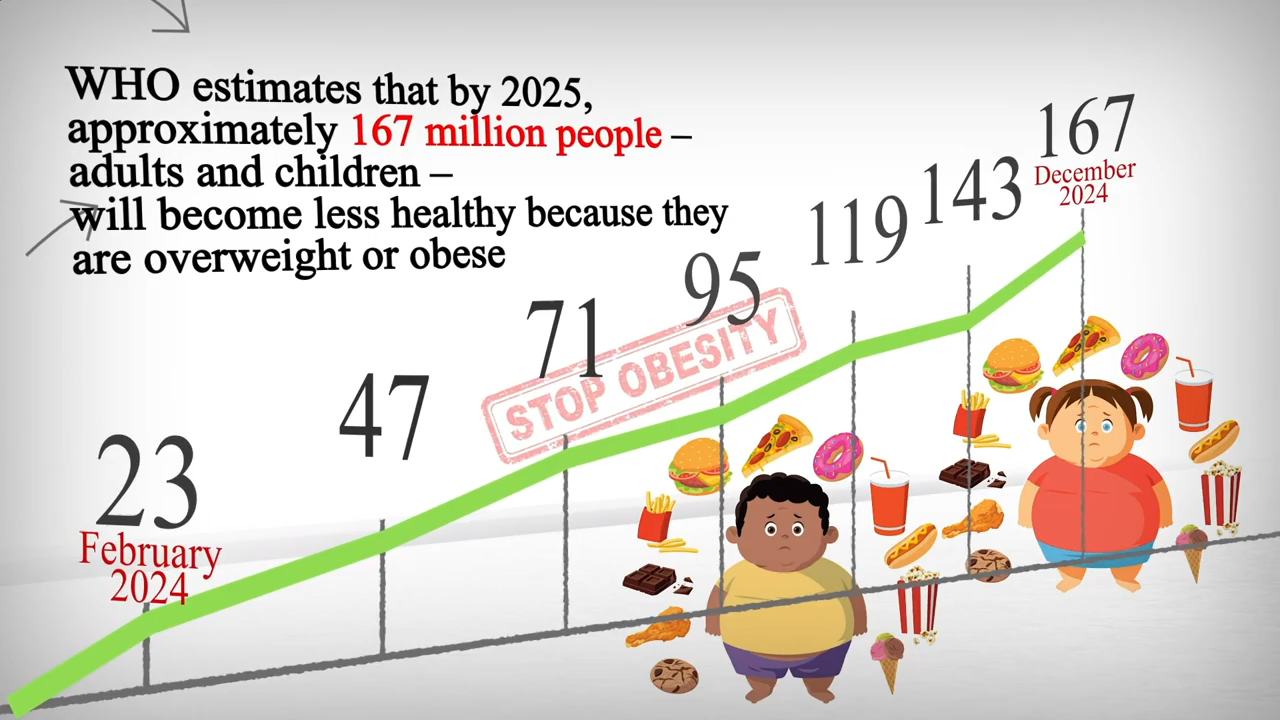 WHO estimates that by 2025,
approximately 167 million people –
adults and children –
will become less healthy because they
are overweight or obese
167
December
2024
143
119
95
71
STOP OBESITY
47
23
February
2024